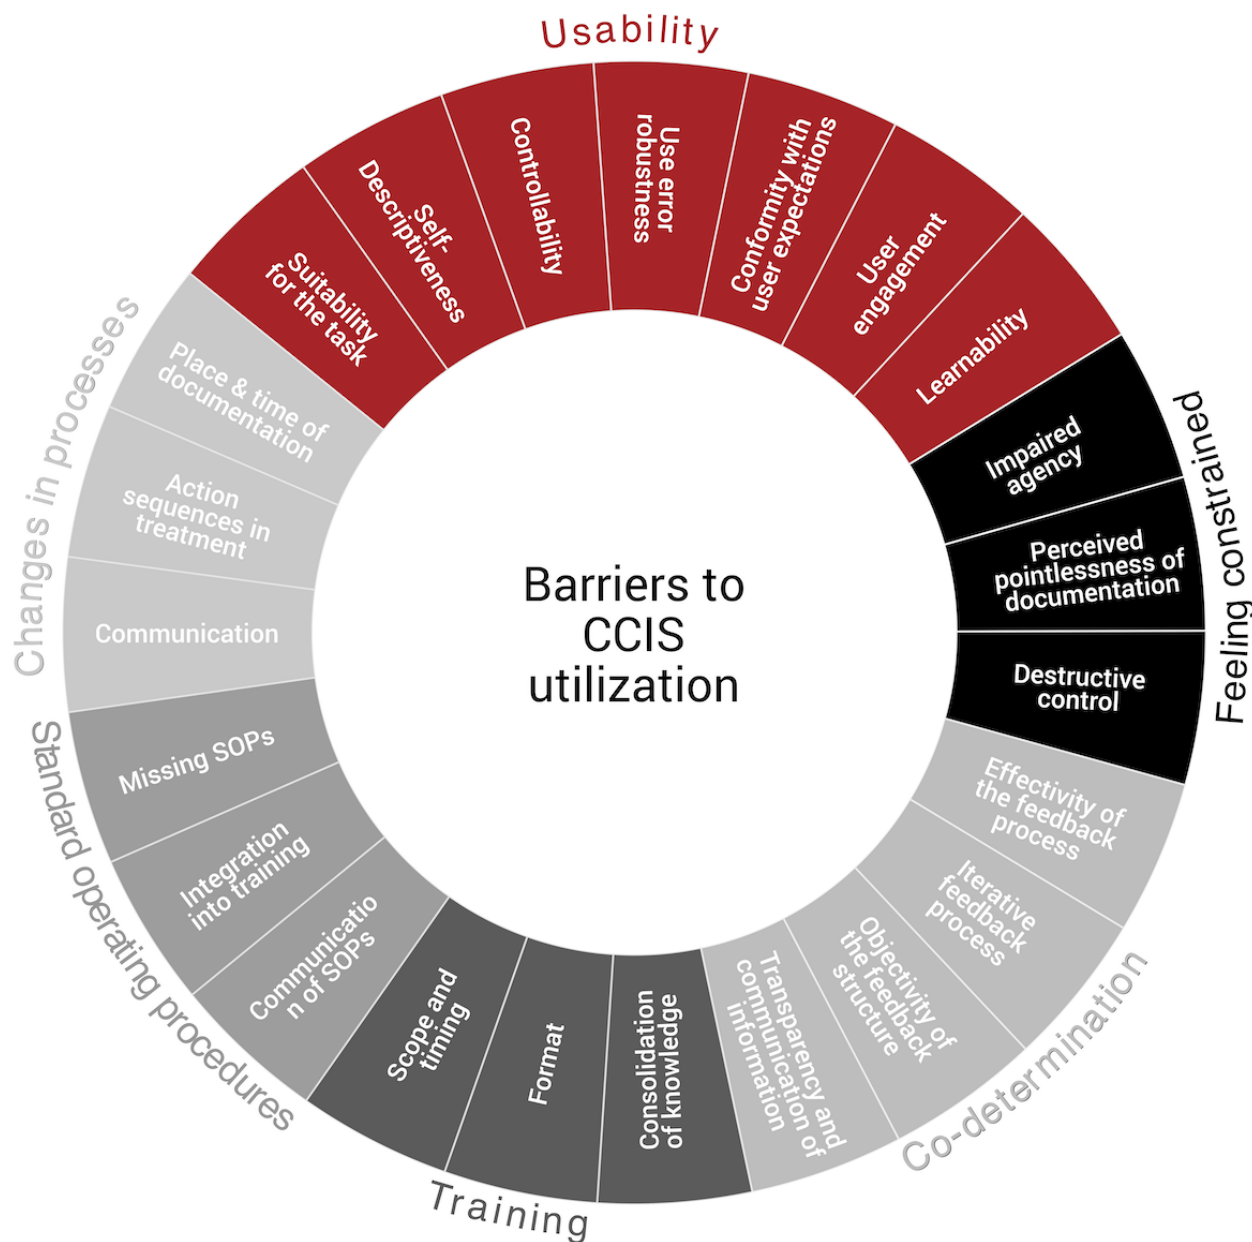 Usability
Suitability
for the task
Self-
Descriptiveness
Controllability
Use error
robustness
Conformity with
user expectations
User
engagement
Learnability
Feeling constrained
Impaired
agency
Perceived
pointlessness of
documentation
Destructive
control
Co-determination
Effectivity of
the feedback
process
Iterative
feedback
process
Objectivity of
the feedback
structure
Transparency and
communication of
information
Training
Consolidation
of knowledge
Format
Scope and
timing
Standard operating procedures
Communicatio
n of SOPs
Integration
into training
Missing SOPs
Changes in processes
Communication
Action
sequences in
treatment
Place & time of
documentation
Barriers to
CCIS
utilization